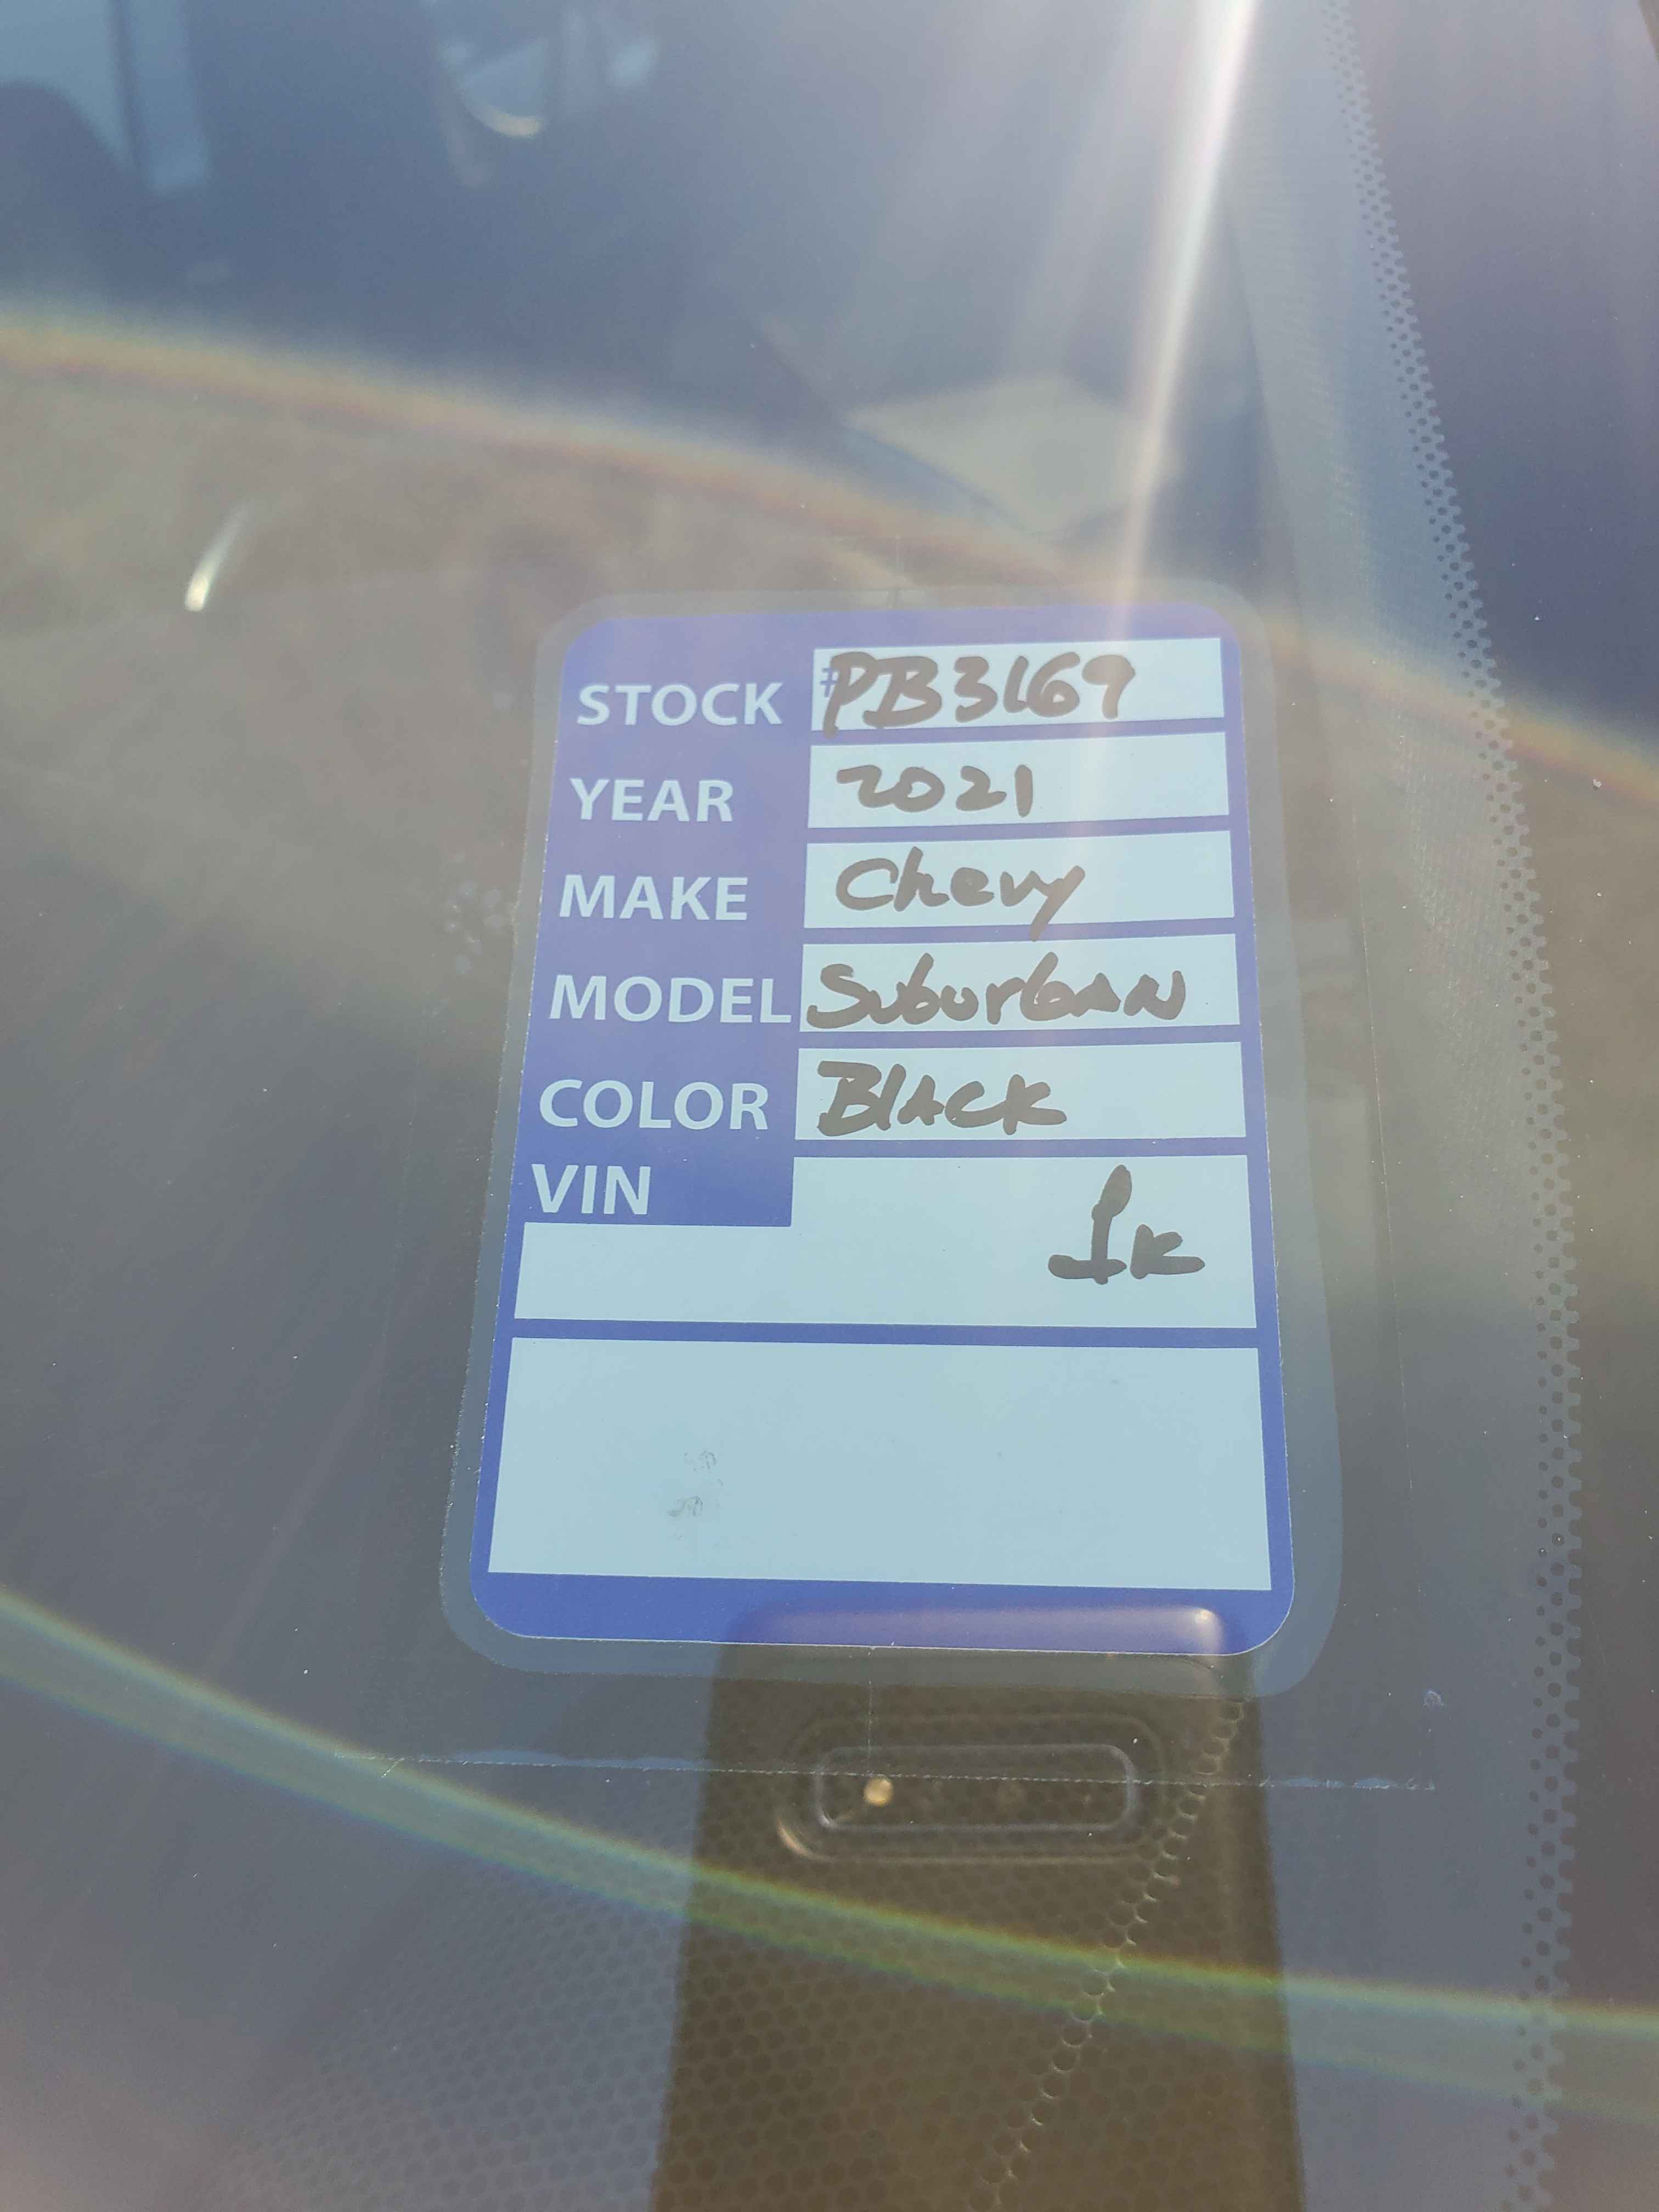 STOCK #PB3169
YEAR 2021
MAKE Chevy
MODEL Suburban
COLOR Black
VIN
1K